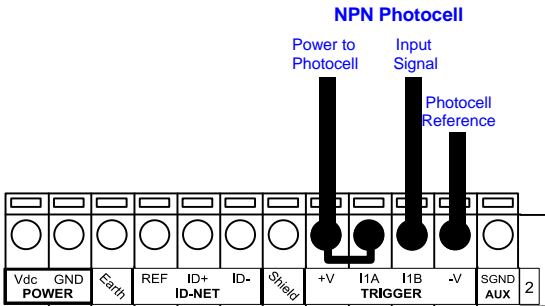 NPN Photocell
Power to
Photocell
Input
Signal
Photocell
Reference
Vdc GND Earth REF ID+ ID- Shield +V I1A I1B -V SGND 2
POWER ID-NET TRIGGER AUX